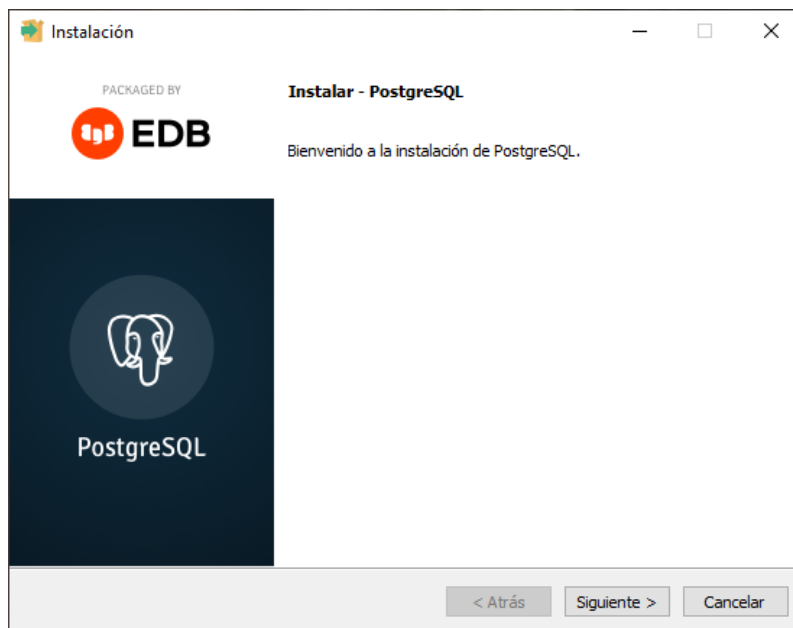 Instalación
PACKAGED BY
EDB
Instalar - PostgreSQL
Bienvenido a la instalación de PostgreSQL.
PostgreSQL
< Atrás
Siguiente >
Cancelar